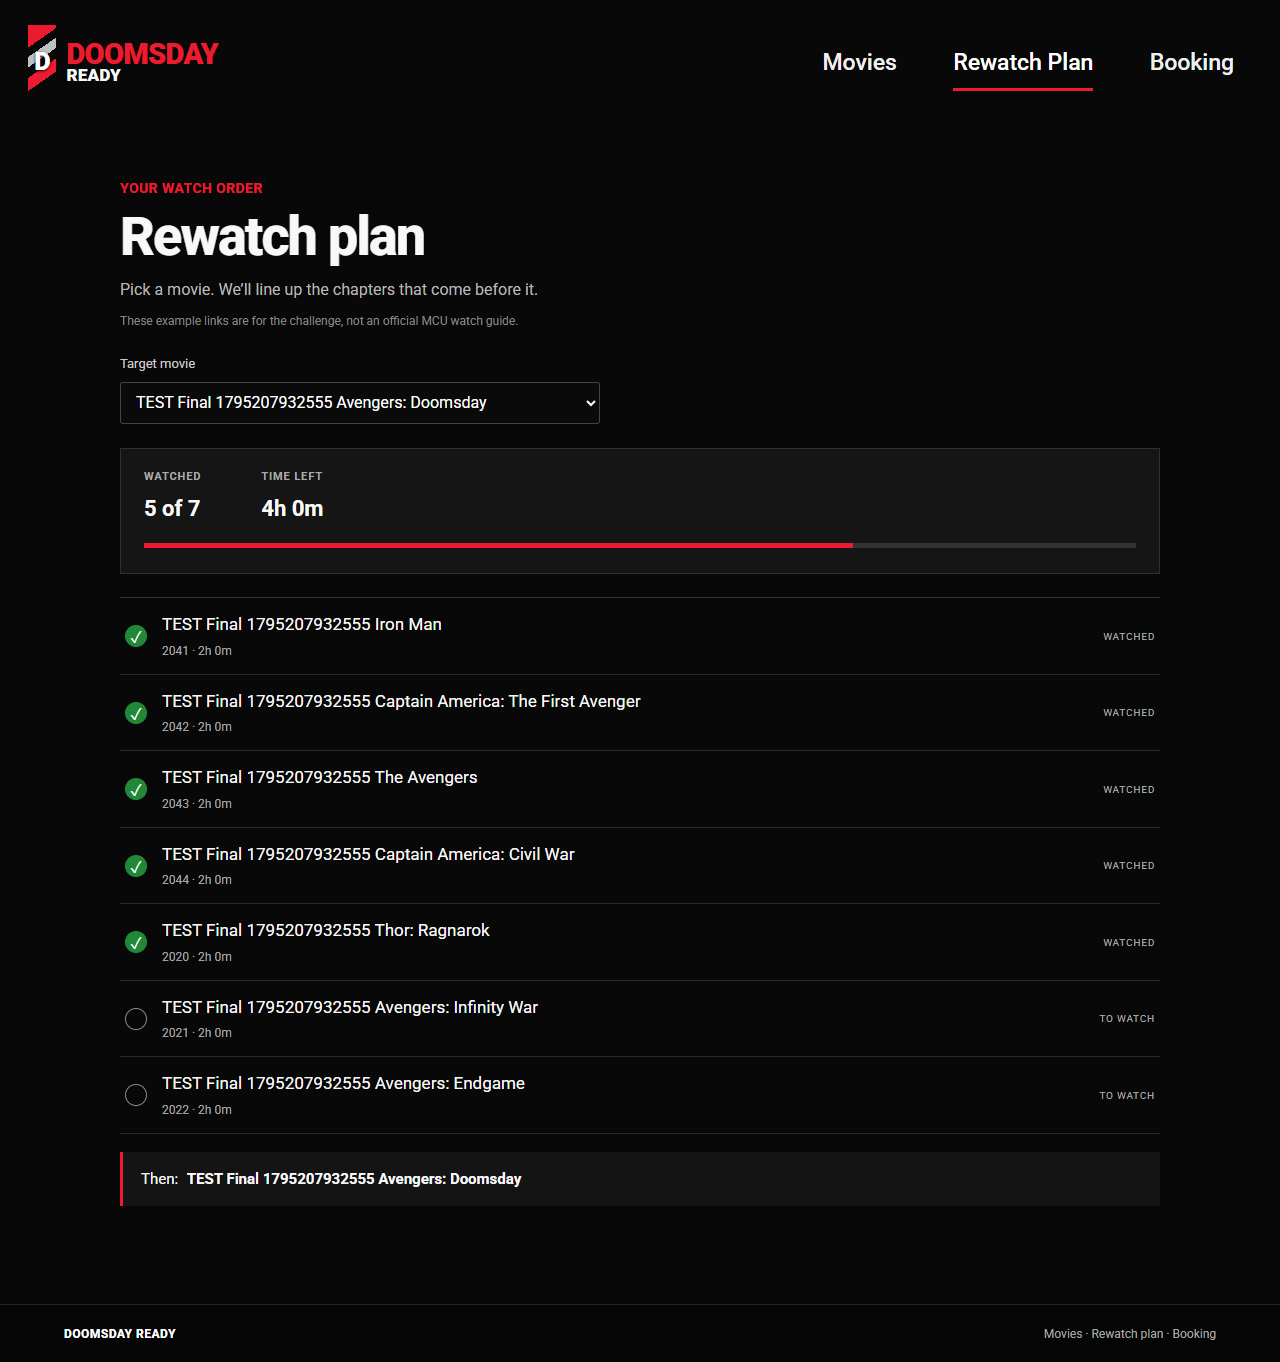 D DOOMSDAY
READY
Movies
Rewatch Plan
Booking
YOUR WATCH ORDER
Rewatch plan
Pick a movie. We’ll line up the chapters that come before it.
These example links are for the challenge, not an official MCU watch guide.
Target movie
TEST Final 1795207932555 Avengers: Doomsday
WATCHED
5 of 7
TIME LEFT
4h 0m
TEST Final 1795207932555 Iron Man
2041 · 2h 0m
WATCHED
TEST Final 1795207932555 Captain America: The First Avenger
2042 · 2h 0m
WATCHED
TEST Final 1795207932555 The Avengers
2043 · 2h 0m
WATCHED
TEST Final 1795207932555 Captain America: Civil War
2044 · 2h 0m
WATCHED
TEST Final 1795207932555 Thor: Ragnarok
2020 · 2h 0m
WATCHED
TEST Final 1795207932555 Avengers: Infinity War
2021 · 2h 0m
TO WATCH
TEST Final 1795207932555 Avengers: Endgame
2022 · 2h 0m
TO WATCH
Then: TEST Final 1795207932555 Avengers: Doomsday
DOOMSDAY READY
Movies · Rewatch plan · Booking